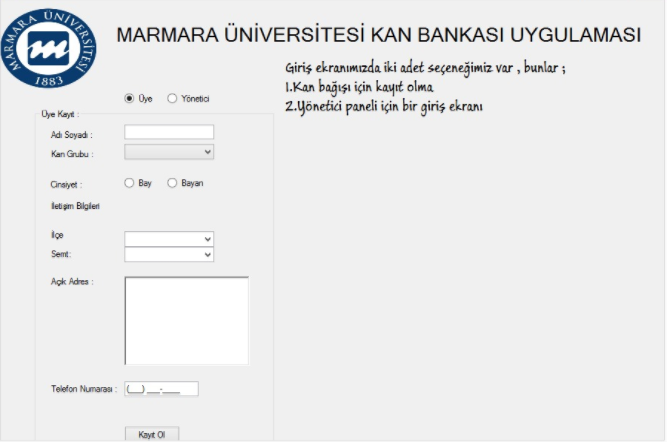 MARMARA ÜNİVERSİTESİ
1883
MARMARA ÜNİVERSİTESİ KAN BANKASI UYGULAMASI
Giriş ekranımızda iki adet seçeneğimiz var , bunlar ;
1.Kan bağışı için kayıt olma
2.Yönetici paneli için bir giriş ekranı
Üye Yönetici
Üye Kayıt :
Adı Soyadı :
Kan Grubu :
Cinsiyet : Bay Bayan
İletişim Bilgileri
İlçe
Semt:
Açık Adres :
Telefon Numarası : (___) ___-____
Kayıt Ol